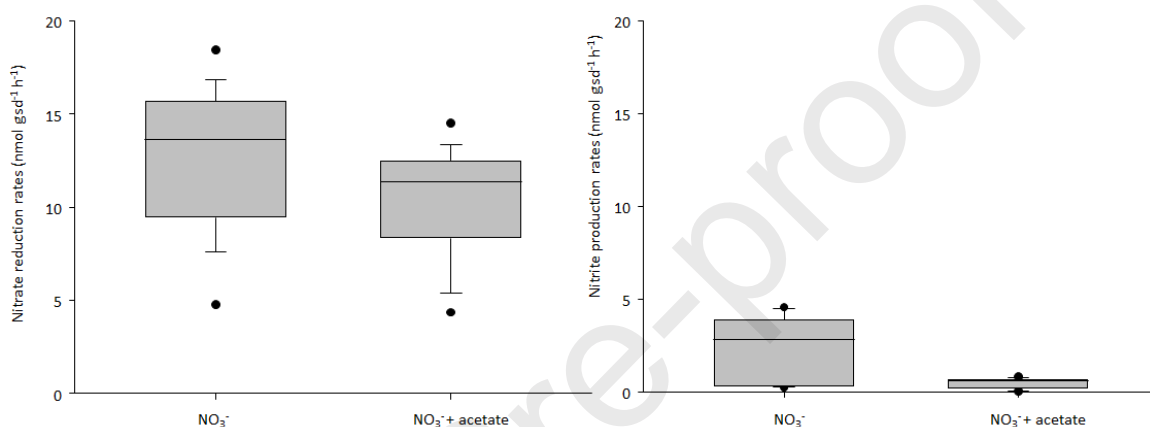 Nitrate reduction rates (nmol gsd⁻¹ h⁻¹)
20
15
10
5
0
NO₃⁻
NO₃⁻+ acetate
Nitrite production rates (nmol gsd⁻¹ h⁻¹)
20
15
10
5
0
NO₃⁻
NO₃⁻+ acetate
re-proo